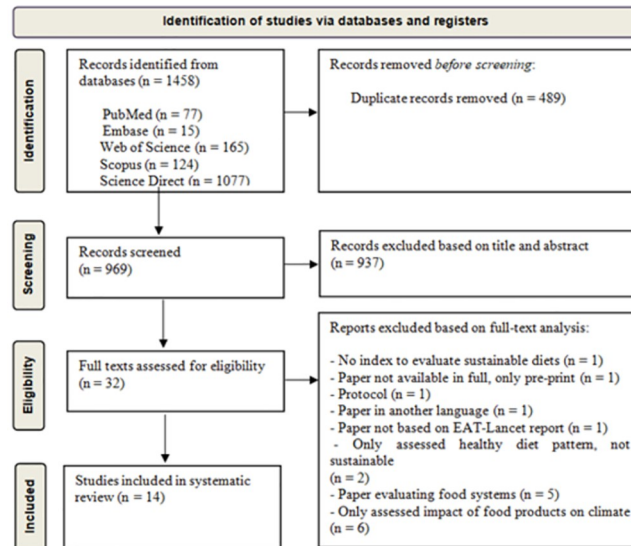 Identification of studies via databases and registers
Identification
Records identified from
databases (n = 1458)
PubMed (n = 77)
Embase (n = 15)
Web of Science (n = 165)
Scopus (n = 124)
Science Direct (n = 1077)
Records removed before screening:
Duplicate records removed (n = 489)
Screening
Records screened
(n = 969)
Records excluded based on title and abstract
(n = 937)
Eligibility
Full texts assessed for eligibility
(n = 32)
Reports excluded based on full-text analysis:
- No index to evaluate sustainable diets (n = 1)
- Paper not available in full, only pre-print (n = 1)
- Protocol (n = 1)
- Paper in another language (n = 1)
- Paper not based on EAT-Lancet report (n = 1)
- Only assessed healthy diet pattern, not
sustainable
(n = 2)
- Paper evaluating food systems (n = 5)
- Only assessed impact of food products on climate
(n = 6)
Included
Studies included in systematic
review (n = 14)